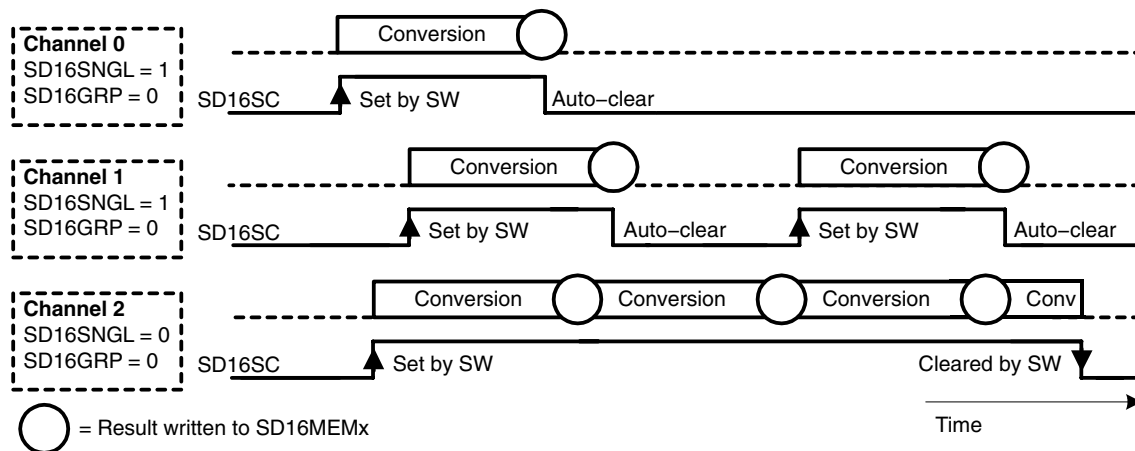 Channel 0
SD16SNGL = 1
SD16GRP = 0
Conversion
SD16SC Set by SW Auto−clear
Channel 1
SD16SNGL = 1
SD16GRP = 0
Conversion Conversion
SD16SC Set by SW Auto−clear Set by SW Auto−clear
Channel 2
SD16SNGL = 0
SD16GRP = 0
Conversion Conversion Conversion Conv
SD16SC Set by SW Cleared by SW
= Result written to SD16MEMx
Time